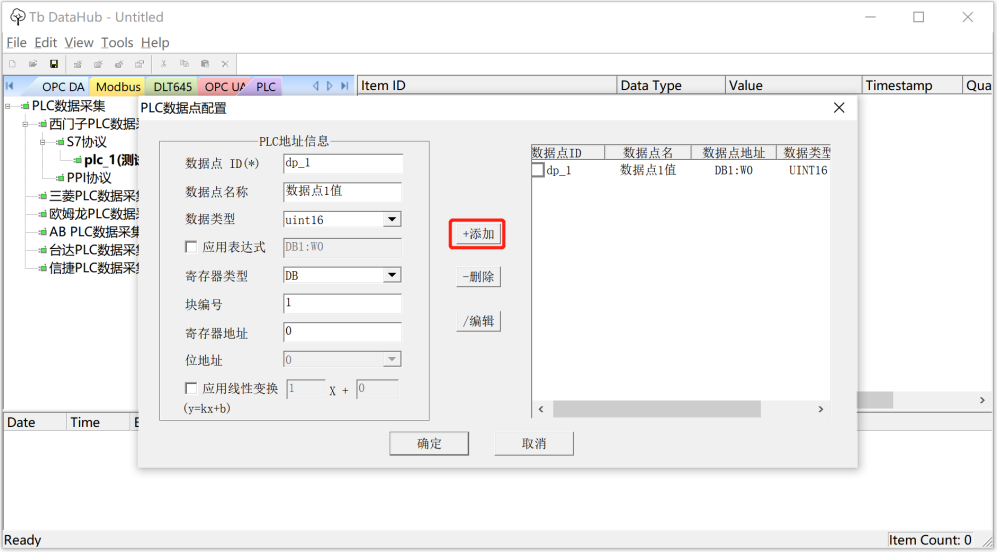 Tb DataHub - Untitled
File Edit View Tools Help
OPC DA Modbus DLT645 OPC UA PLC
Item ID Data Type Value Timestamp Qua
PLC数据采集
西门子PLC数据采
S7协议
plc_1(测试
PPI协议
三菱PLC数据采集
欧姆龙PLC数据采
AB PLC数据采集
台达PLC数据采集
信捷PLC数据采集
PLC数据点配置
PLC地址信息
数据点 ID(*) dp_1
数据点名称 数据点1值
数据类型 uint16
应用表达式 DB1:W0
寄存器类型 DB
块编号 1
寄存器地址 0
位地址 0
应用线性变换 1 X + 0
(y=kx+b)
+添加
-删除
/编辑
数据点ID 数据点名 数据点地址 数据类型
dp_1 数据点1值 DB1:W0 UINT16
确定 取消
Date Time E
Ready Item Count: 0